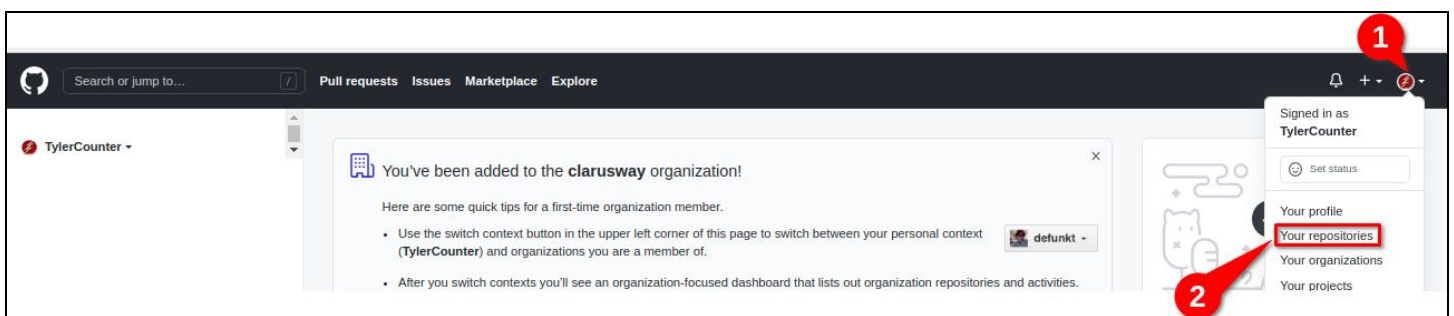 1
Search or jump to... /
Pull requests Issues Marketplace Explore
TylerCounter
Signed in as
TylerCounter
Set status
Your profile
Your repositories
Your organizations
Your projects
You've been added to the clarusway organization!
Here are some quick tips for a first-time organization member.
• Use the switch context button in the upper left corner of this page to switch between your personal context
(TylerCounter) and organizations you are a member of.
defunkt
• After you switch contexts you'll see an organization-focused dashboard that lists out organization repositories and activities.
2